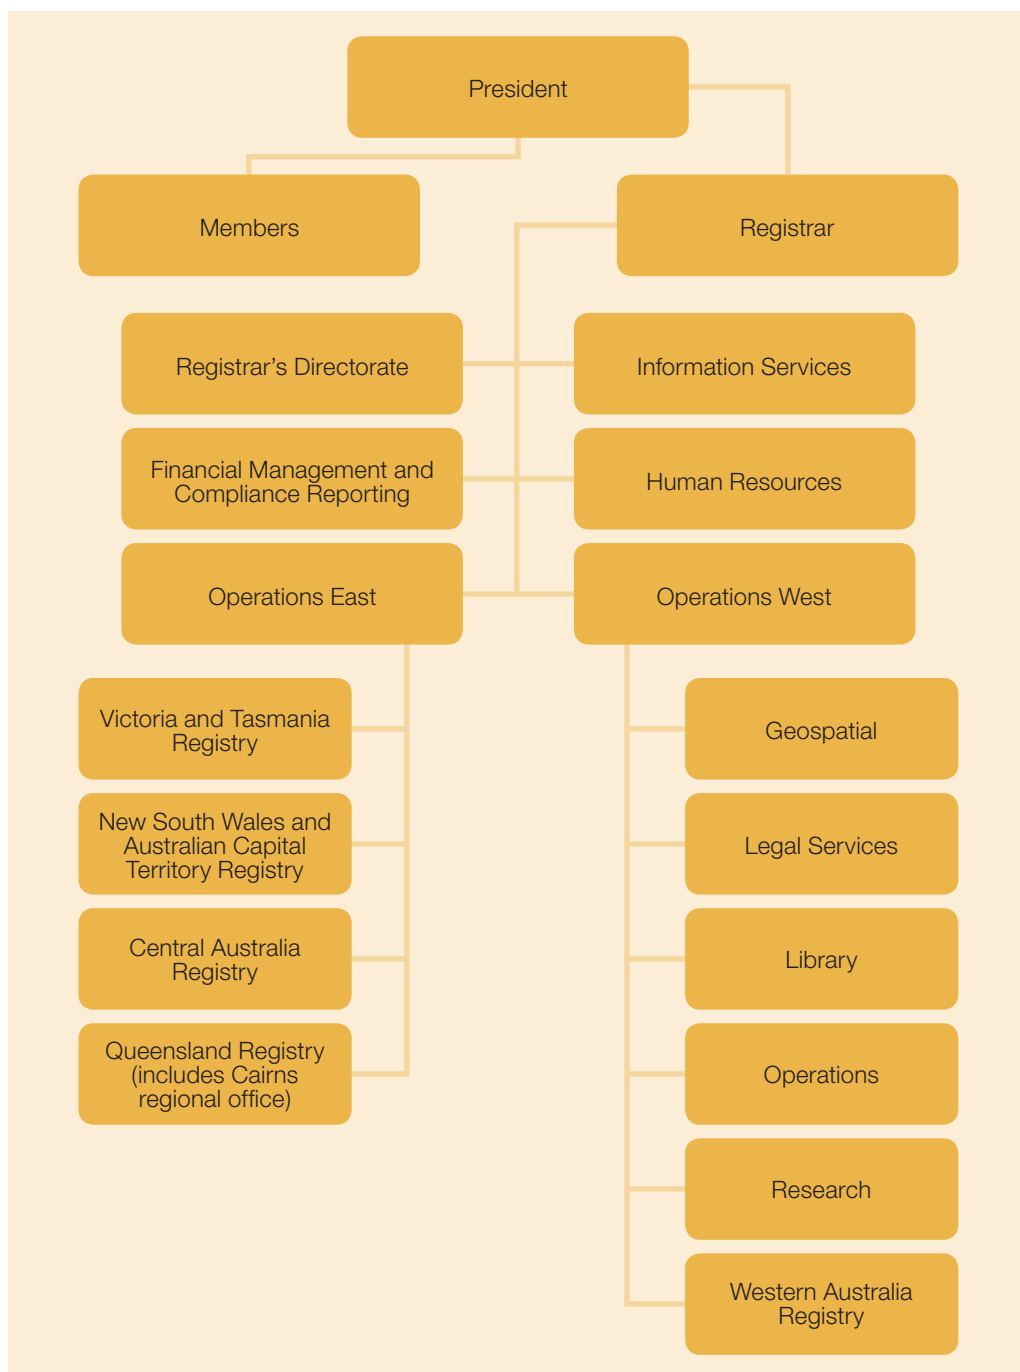 President
Members
Registrar
Registrar’s Directorate
Information Services
Financial Management and
Compliance Reporting
Human Resources
Operations East
Operations West
Victoria and Tasmania
Registry
New South Wales and
Australian Capital
Territory Registry
Central Australia
Registry
Queensland Registry
(includes Cairns
regional office)
Geospatial
Legal Services
Library
Operations
Research
Western Australia
Registry